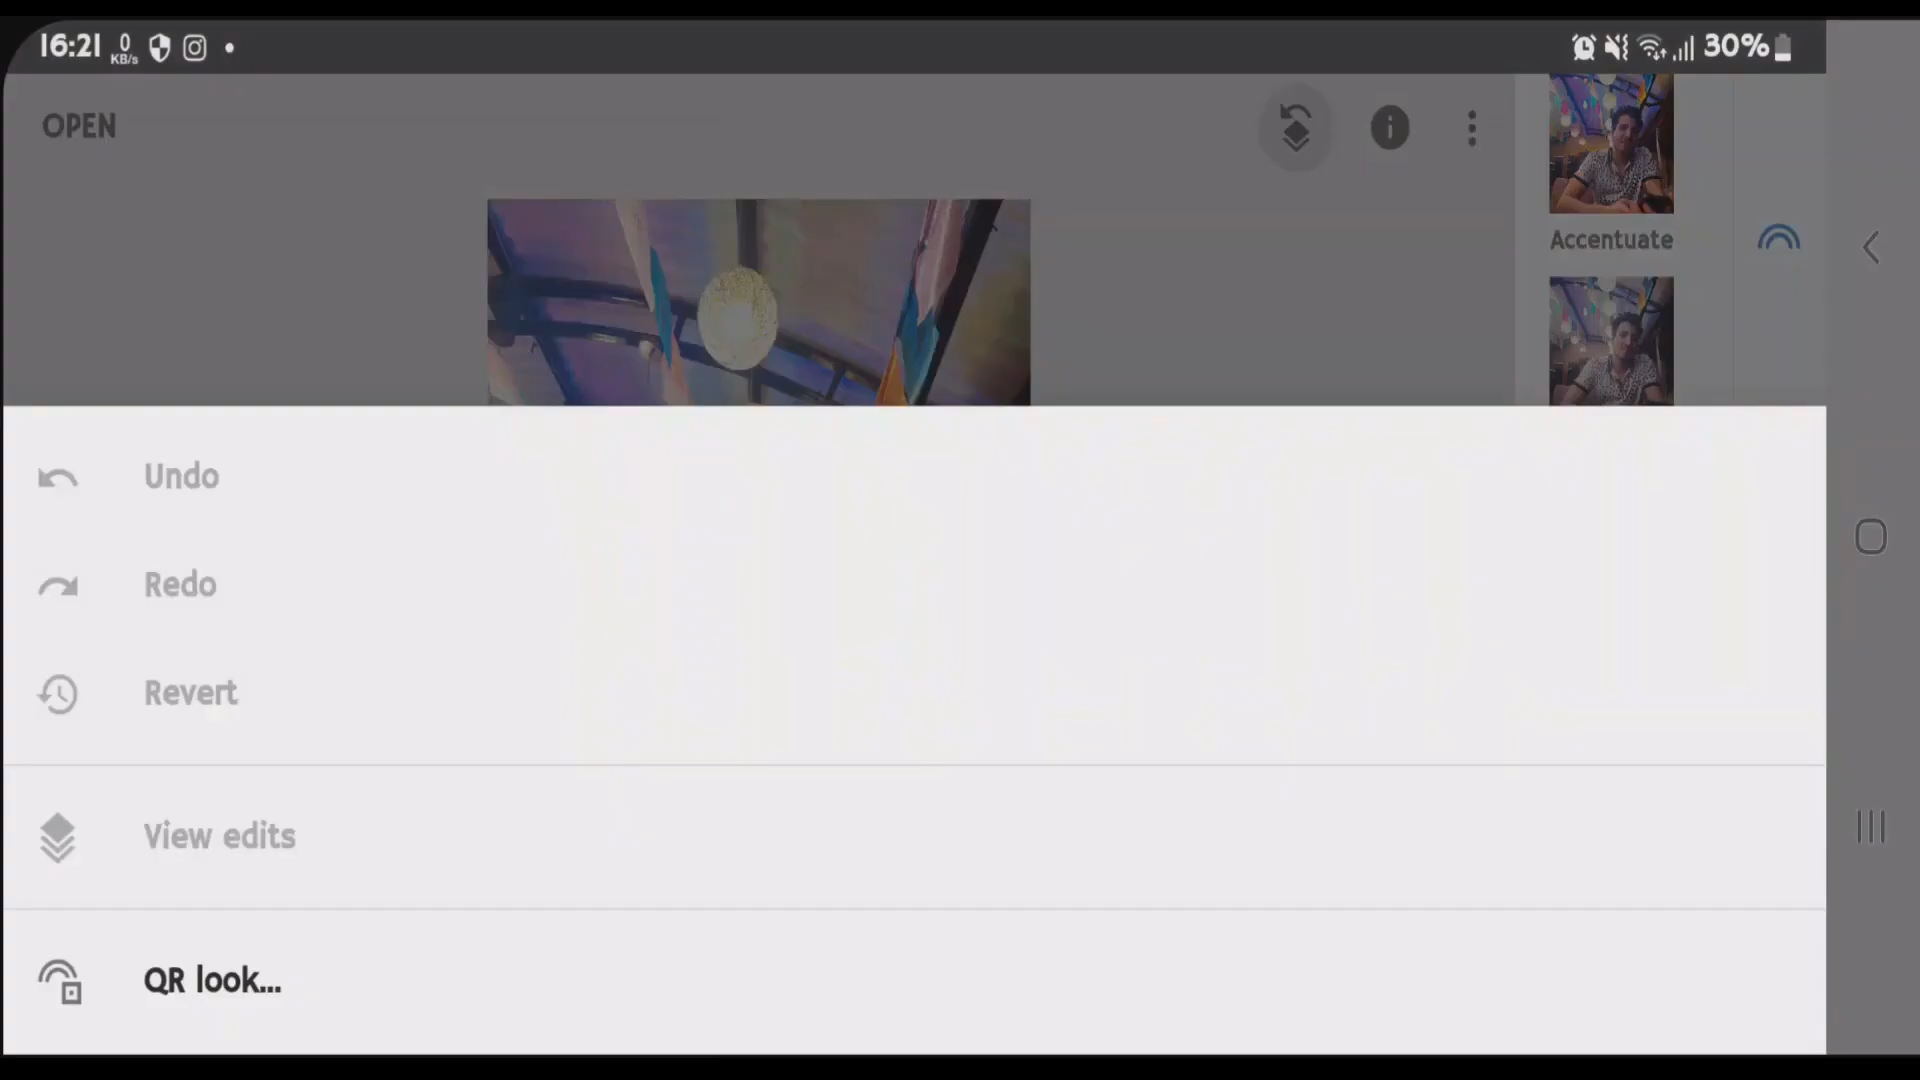 16:21 0 KB/s 30%
OPEN
Accentuate
Undo
Redo
Revert
View edits
QR look...